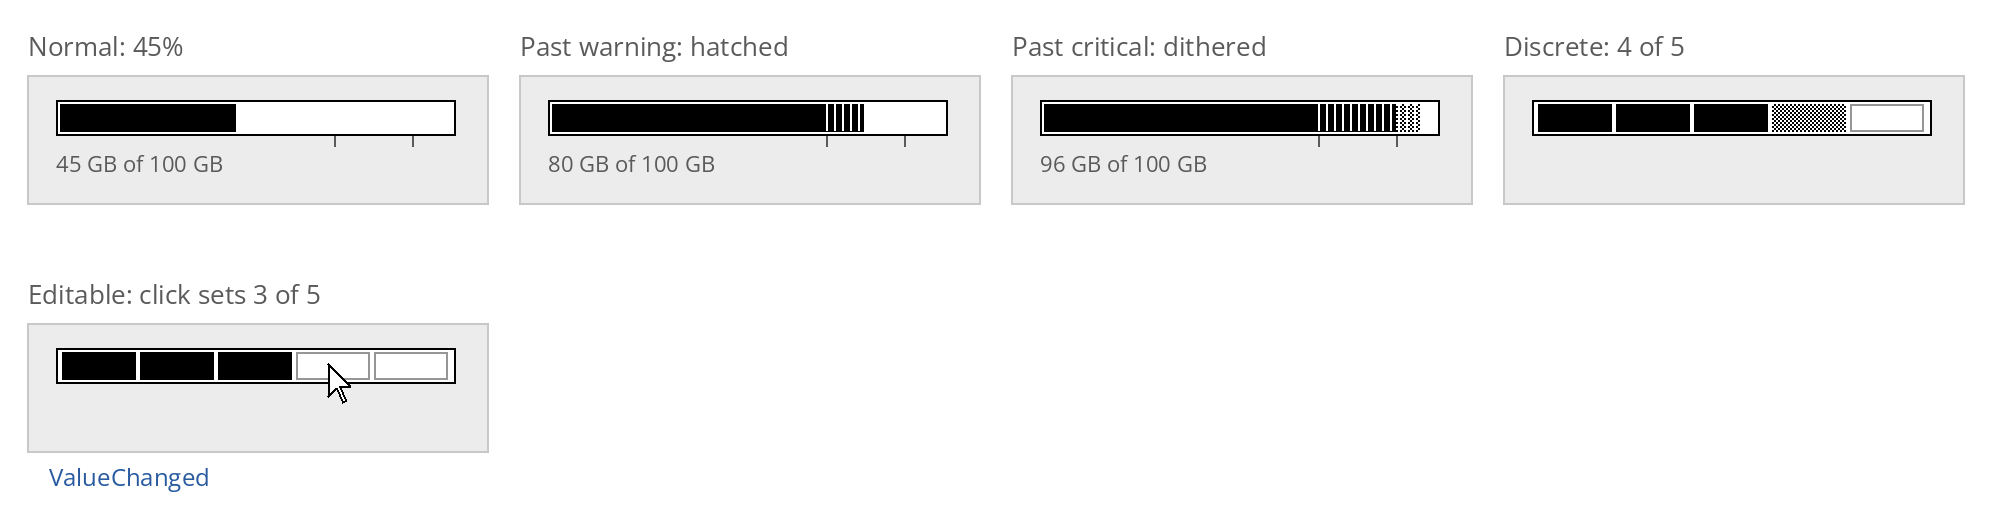 Normal: 45%
Past warning: hatched
Past critical: dithered
Discrete: 4 of 5
45 GB of 100 GB
80 GB of 100 GB
96 GB of 100 GB
Editable: click sets 3 of 5
ValueChanged